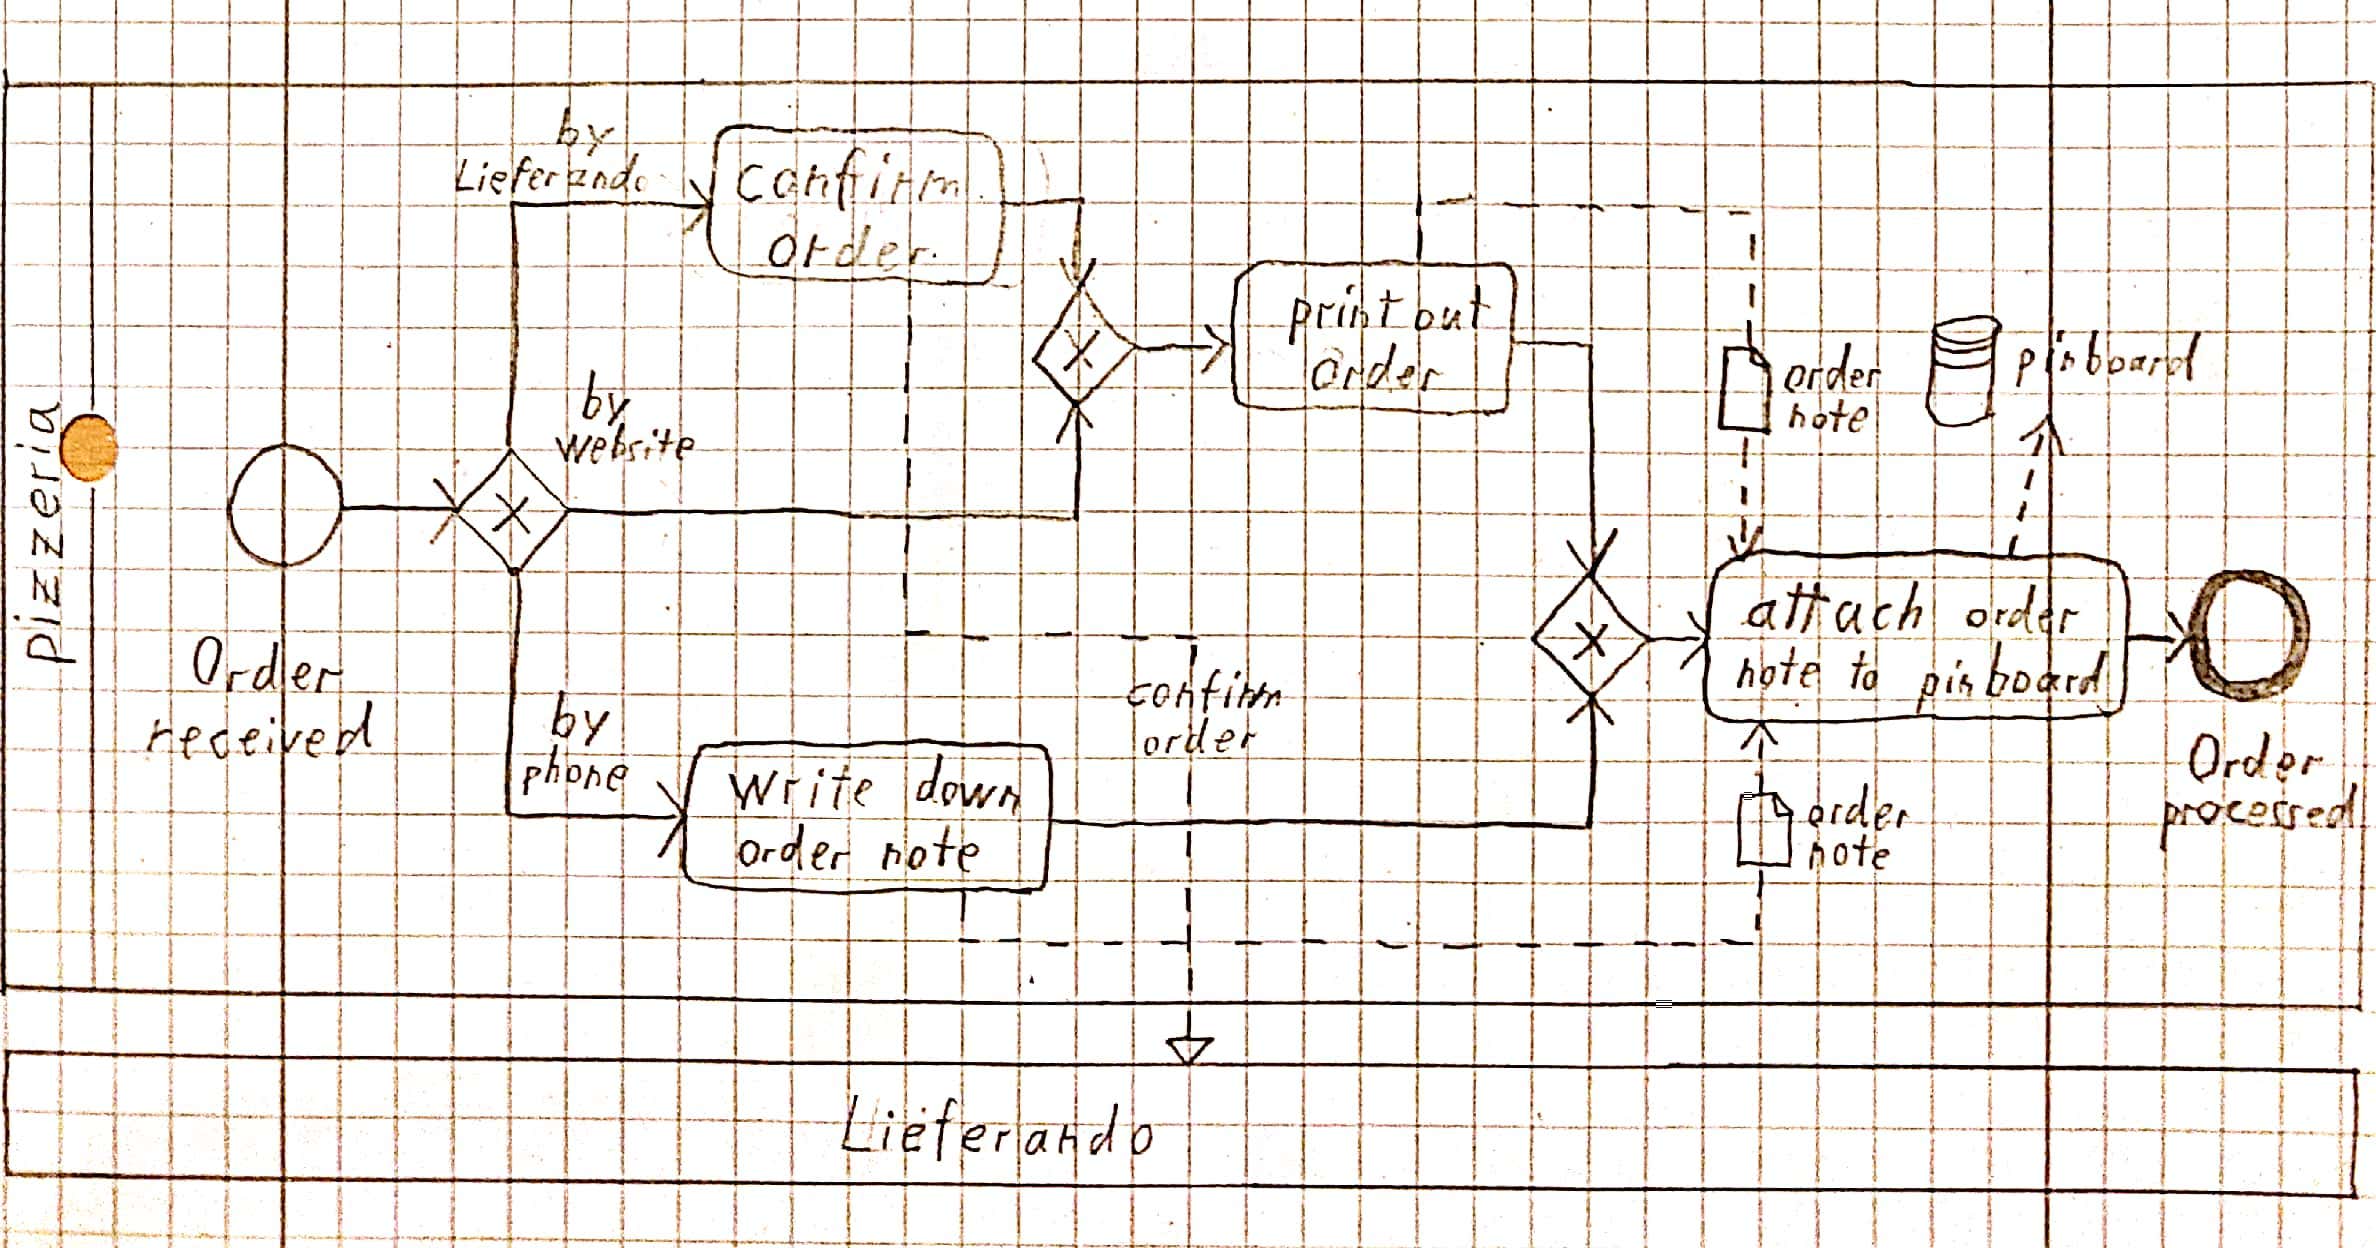 Pizzeria
Order
received
by
Lieferando
confirm
order
by
website
by
phone
write down
order note
confirm
order
print out
order
order
note
pinboard
attach order
note to pinboard
order
note
Order
processed
Lieferando